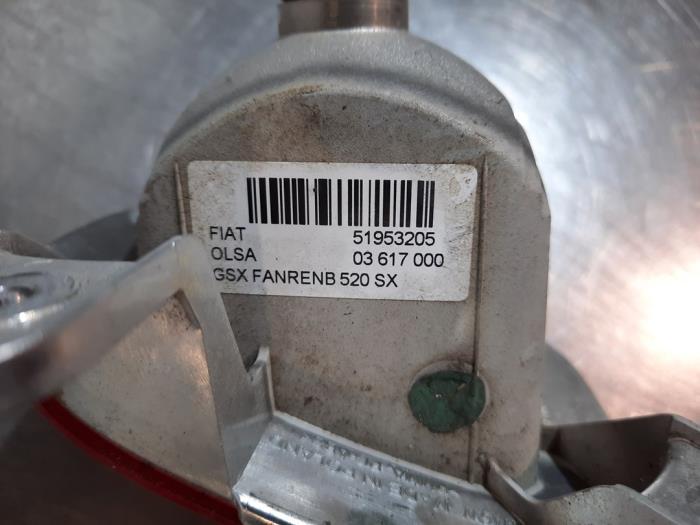 FIAT 51953205
OLSA 03 617 000
GSX FANRENB 520 SX